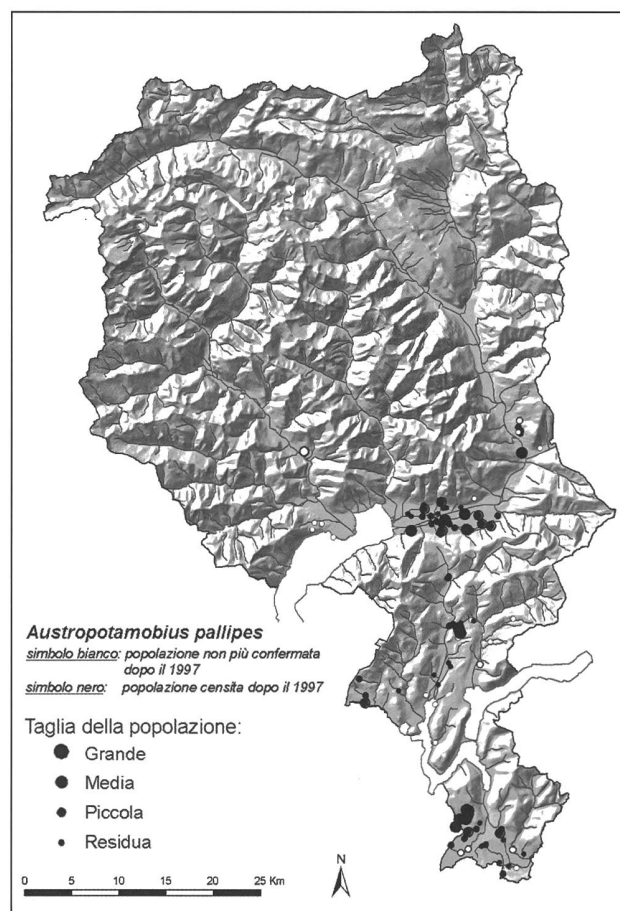 Austropotamobius pallipes
simbolo bianco: popolazione non più confermata
dopo il 1997
simbolo nero: popolazione censita dopo il 1997
Taglia della popolazione:
Grande
Media
Piccola
Residua
N
0 5 10 15 20 25 Km